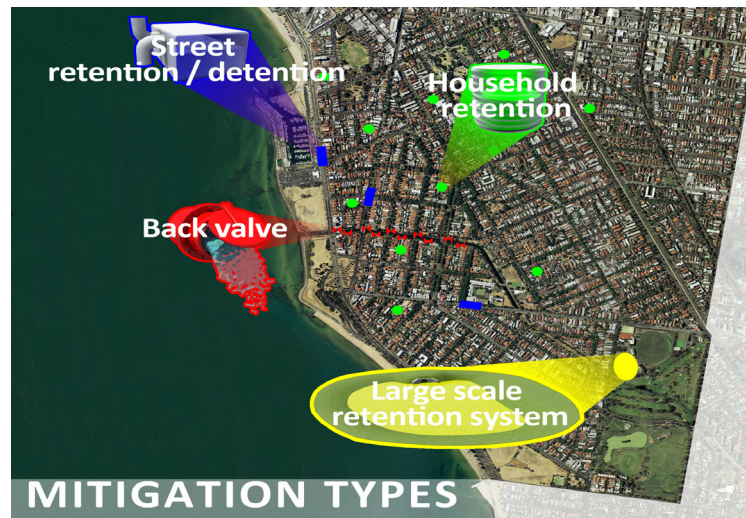 Street
retention / detention
Household
retention
Back valve
Large scale
retention system
MITIGATION TYPES